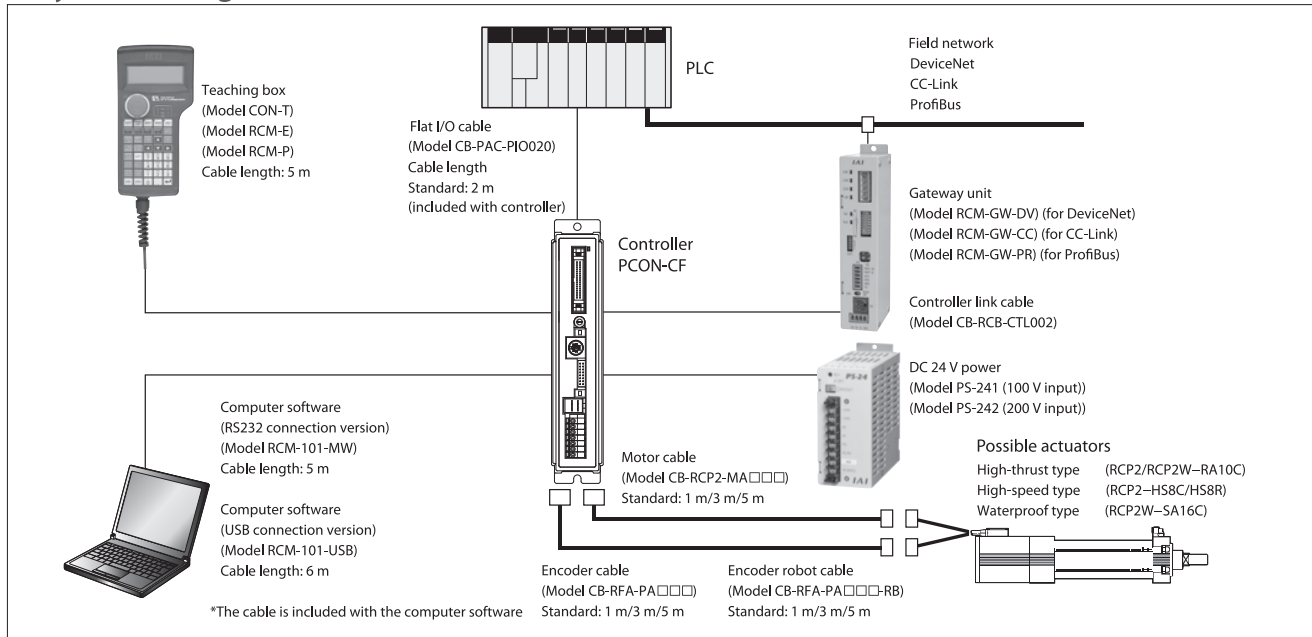 Teaching box
(Model CON-T)
(Model RCM-E)
(Model RCM-P)
Cable length: 5 m
PLC
Field network
DeviceNet
CC-Link
ProfiBus
Flat I/O cable
(Model CB-PAC-PIO020)
Cable length
Standard: 2 m
(included with controller)
Controller
PCON-CF
IAI
Gateway unit
(Model RCM-GW-DV) (for DeviceNet)
(Model RCM-GW-CC) (for CC-Link)
(Model RCM-GW-PR) (for ProfiBus)
Controller link cable
(Model CB-RCB-CTL002)
PS-24
IAI
DC 24 V power
(Model PS-241 (100 V input))
(Model PS-242 (200 V input))
Computer software
(RS232 connection version)
(Model RCM-101-MW)
Cable length: 5 m
Computer software
(USB connection version)
(Model RCM-101-USB)
Cable length: 6 m
*The cable is included with the computer software
Motor cable
(Model CB-RCP2-MA□□□)
Standard: 1 m/3 m/5 m
Encoder cable
(Model CB-RFA-PA□□□)
Standard: 1 m/3 m/5 m
Encoder robot cable
(Model CB-RFA-PA□□□-RB)
Standard: 1 m/3 m/5 m
Possible actuators
High-thrust type (RCP2/RCP2W–RA10C)
High-speed type (RCP2–HS8C/HS8R)
Waterproof type (RCP2W–SA16C)